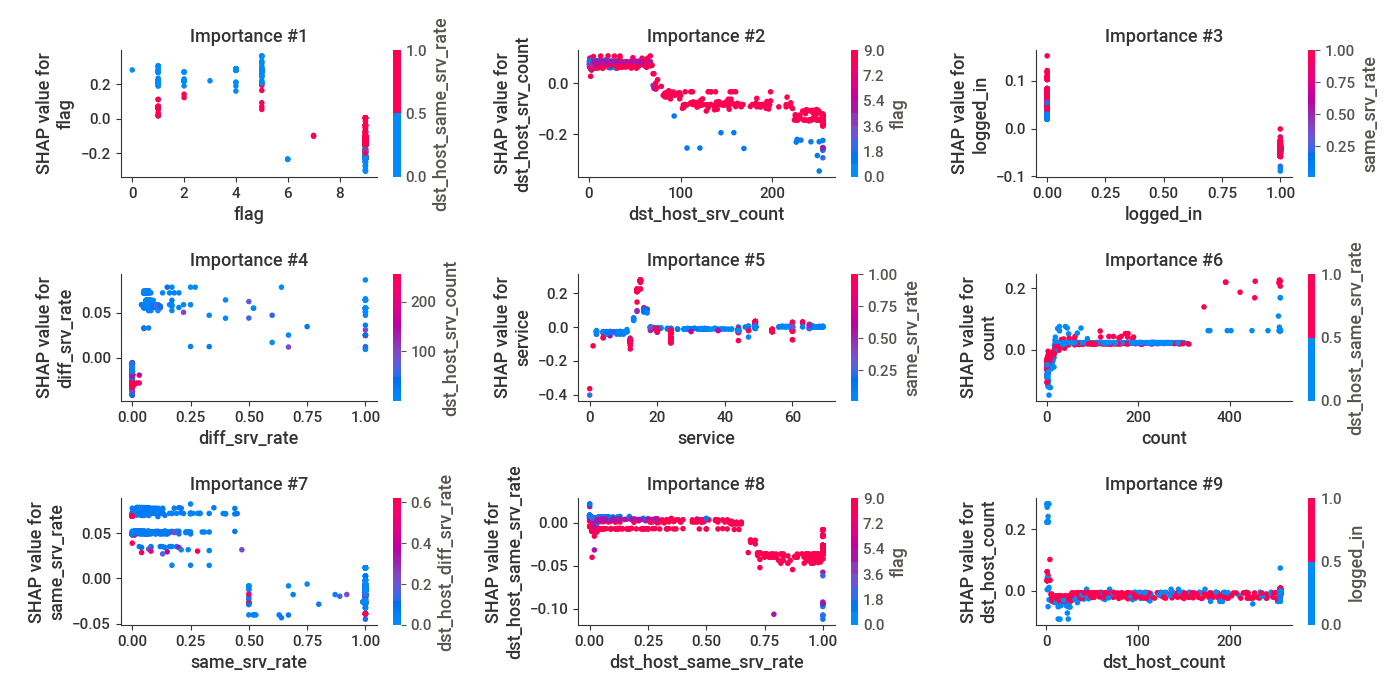 Importance #1
SHAP value for
flag
0.2
0.0
−0.2
0 2 4 6 8
flag
1.0
0.5
0.0
dst_host_same_srv_rate
Importance #2
SHAP value for
dst_host_srv_count
0.0
−0.2
0 100 200
dst_host_srv_count
9.0
7.2
5.4
3.6
1.8
0.0
flag
Importance #3
SHAP value for
logged_in
0.1
0.0
−0.1
0.00 0.25 0.50 0.75 1.00
logged_in
1.00
0.75
0.50
0.25
same_srv_rate
Importance #4
SHAP value for
diff_srv_rate
0.05
0.00
0.00 0.25 0.50 0.75 1.00
diff_srv_rate
200
100
dst_host_srv_count
Importance #5
SHAP value for
service
0.2
0.0
−0.2
−0.4
0 20 40 60
service
1.00
0.75
0.50
0.25
same_srv_rate
Importance #6
SHAP value for
count
0.2
0.0
0 200 400
count
1.0
0.5
0.0
dst_host_same_srv_rate
Importance #7
SHAP value for
same_srv_rate
0.05
0.00
−0.05
0.00 0.25 0.50 0.75 1.00
same_srv_rate
0.6
0.4
0.2
0.0
dst_host_diff_srv_rate
Importance #8
SHAP value for
dst_host_same_srv_rate
0.00
−0.05
−0.10
0.00 0.25 0.50 0.75 1.00
dst_host_same_srv_rate
9.0
7.2
5.4
3.6
1.8
0.0
flag
Importance #9
SHAP value for
dst_host_count
0.2
0.0
0 100 200
dst_host_count
1.0
0.5
0.0
logged_in